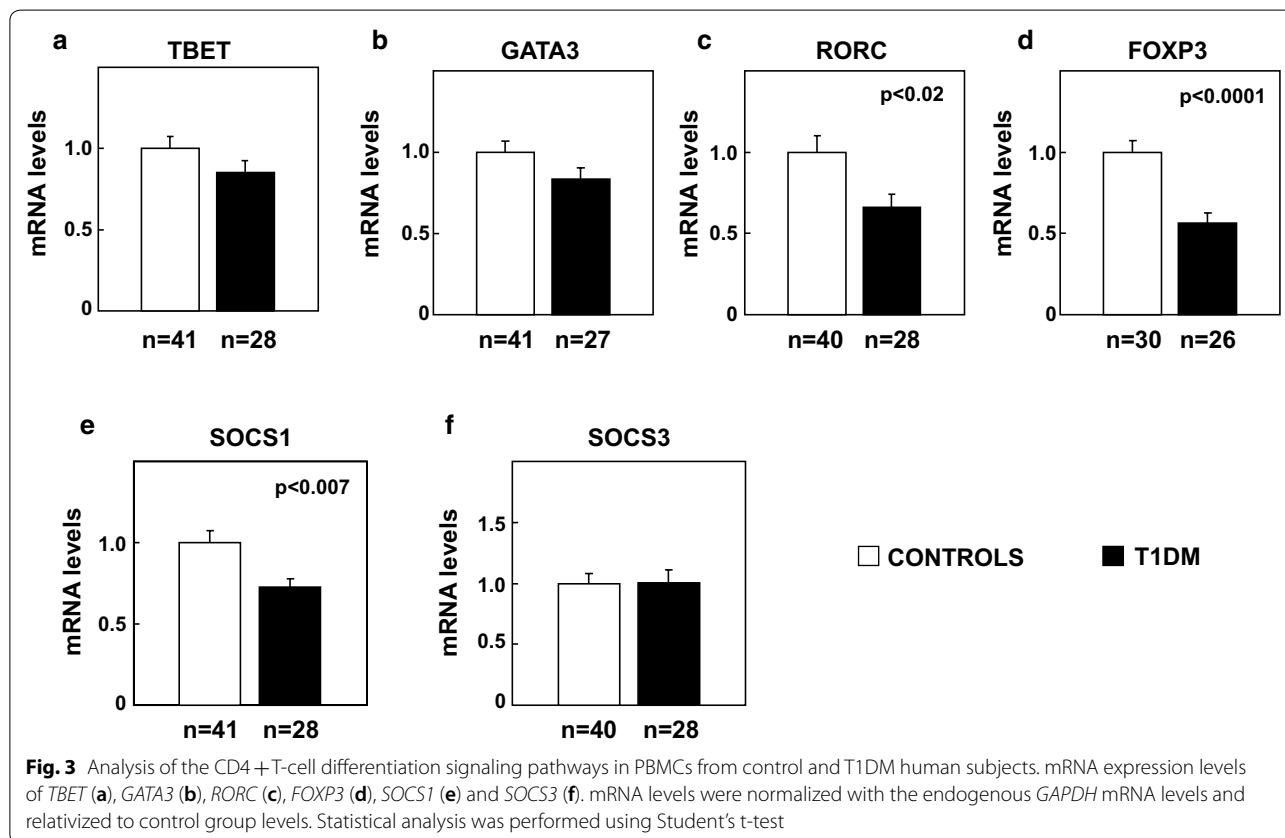 a TBET
b GATA3
c RORC
d FOXP3
mRNA levels
1.0
0.5
0
n=41 n=28
mRNA levels
1.0
0.5
0
n=41 n=27
mRNA levels
p<0.02
1.0
0.5
0
n=40 n=28
mRNA levels
p<0.0001
1.0
0.5
0
n=30 n=26
e SOCS1
f SOCS3
mRNA levels
p<0.007
1.0
0.5
0
n=41 n=28
mRNA levels
1.5
1.0
0.5
0
n=40 n=28
CONTROLS T1DM
Fig. 3 Analysis of the CD4+T-cell differentiation signaling pathways in PBMCs from control and T1DM human subjects. mRNA expression levels
of TBET (a), GATA3 (b), RORC (c), FOXP3 (d), SOCS1 (e) and SOCS3 (f). mRNA levels were normalized with the endogenous GAPDH mRNA levels and
relativized to control group levels. Statistical analysis was performed using Student's t-test